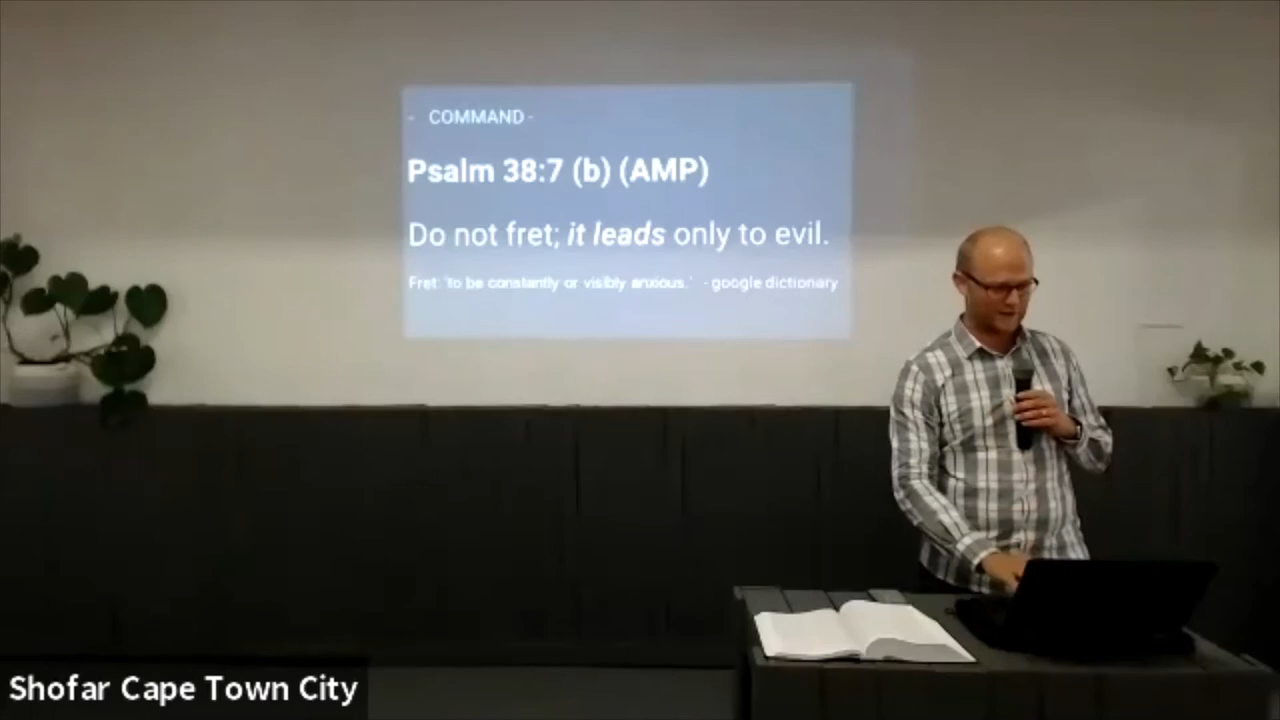 - COMMAND -
Psalm 38:7 (b) (AMP)
Do not fret; it leads only to evil.
Fret: 'to be constantly or visibly anxious.' - google dictionary
Shofar Cape Town City